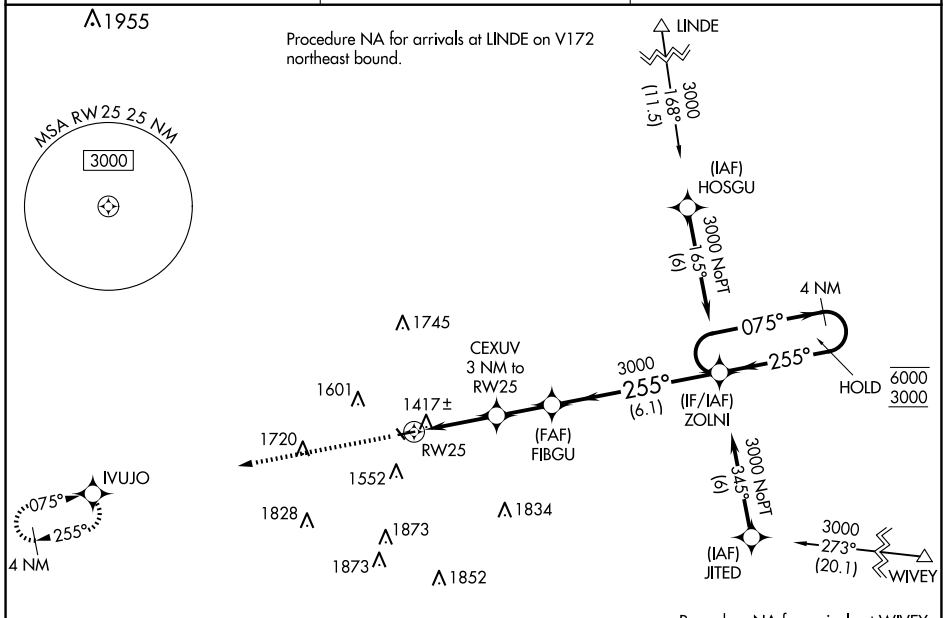 1955
Procedure NA for arrivals at LINDE on V172
northeast bound.
LINDE
MSA RW25 25 NM
3000
3000
168°
(11.5)
(IAF)
HOSGU
3000 NoPT
165°
(6)
4 NM
075°
255°
HOLD
6000
3000
1745
CEXUV
3 NM to
RW25
3000
255°
(6.1)
(IF/IAF)
ZOLNI
1601
1417±
(FAF)
FIBGU
RW25
1720
1552
IVUJO
075°
255°
4 NM
1828
1873
1873
1834
1852
3000 NoPT
345°
(6)
(IAF)
JITED
3000
273°
(20.1)
WIVEY